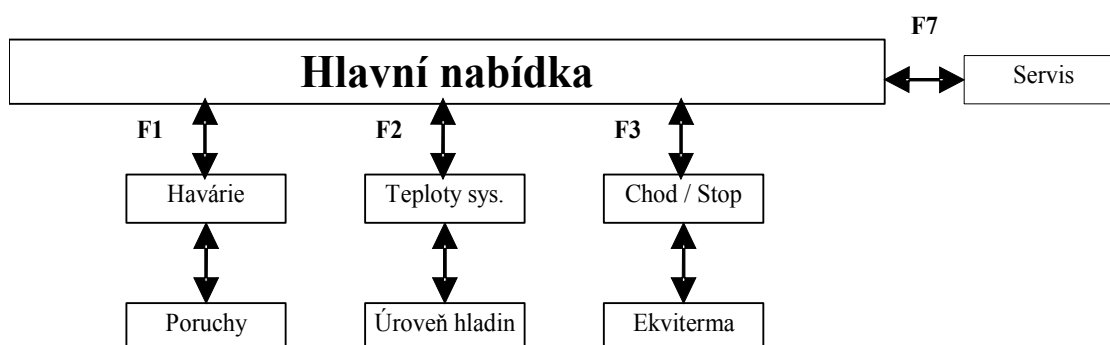 F7
Hlavní nabídka
Servis
F1
F2
F3
Havárie
Teploty sys.
Chod / Stop
Poruchy
Úroveň hladin
Ekviterma